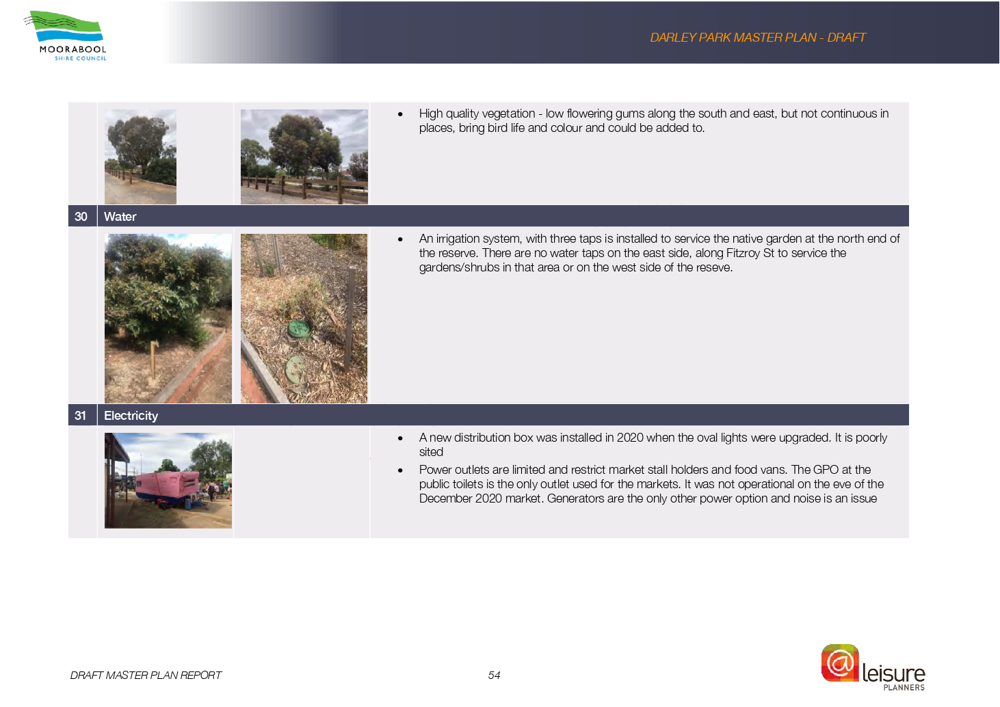 MOORABOOL
SHIRE COUNCIL
DARLEY PARK MASTER PLAN - DRAFT
• High quality vegetation - low flowering gums along the south and east, but not continuous in
places, bring bird life and colour and could be added to.
30 Water
• An irrigation system, with three taps is installed to service the native garden at the north end of
the reserve. There are no water taps on the east side, along Fitzroy St to service the
gardens/shrubs in that area or on the west side of the reseve.
31 Electricity
• A new distribution box was installed in 2020 when the oval lights were upgraded. It is poorly
sited
• Power outlets are limited and restrict market stall holders and food vans. The GPO at the
public toilets is the only outlet used for the markets. It was not operational on the eve of the
December 2020 market. Generators are the only other power option and noise is an issue
DRAFT MASTER PLAN REPORT
54
@leisure
PLANNERS